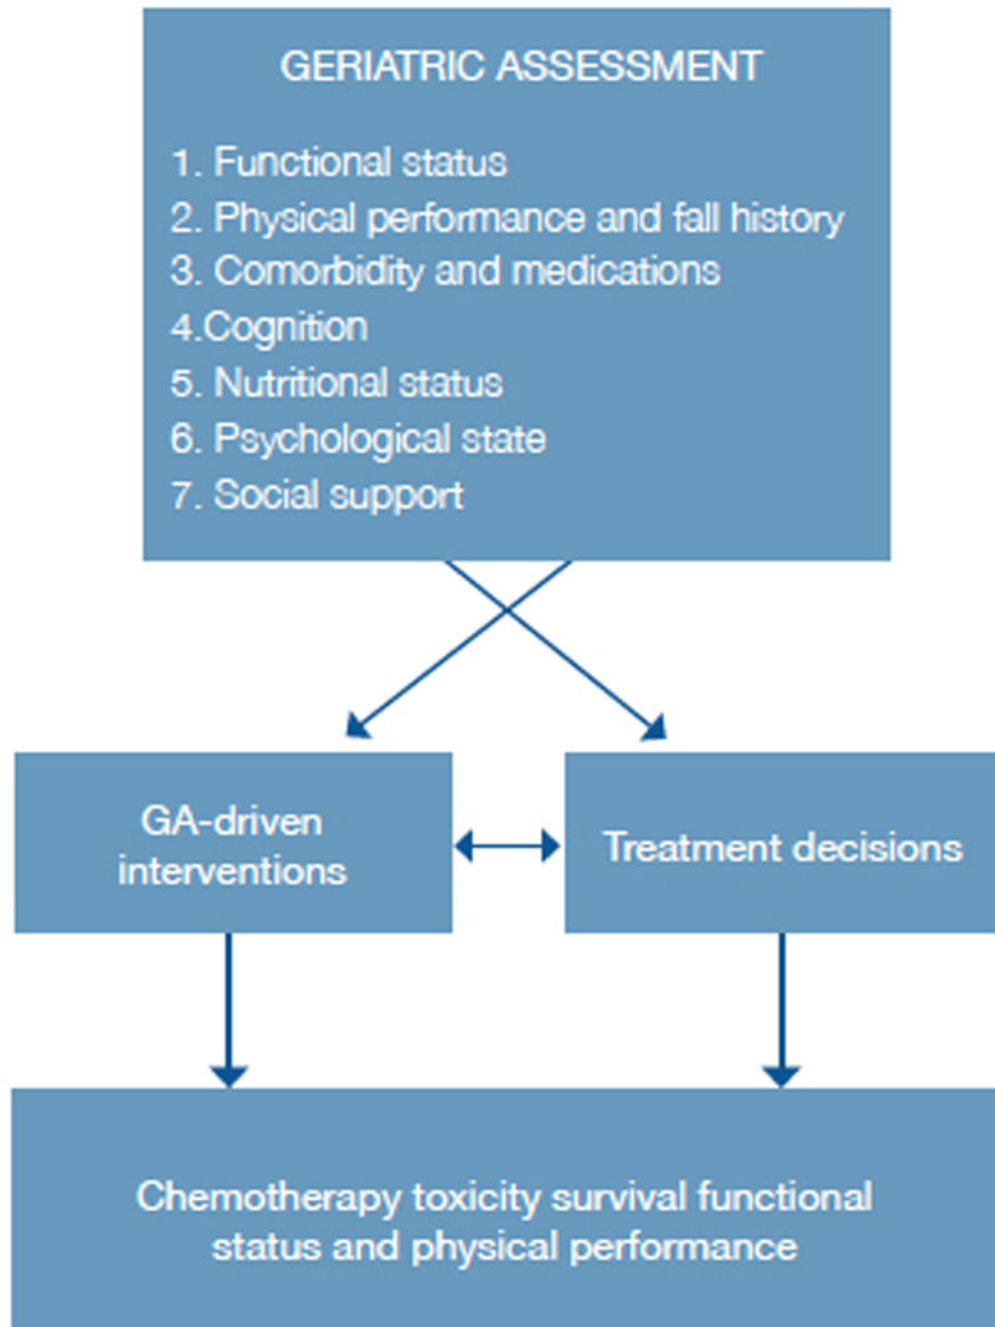 GERIATRIC ASSESSMENT
1. Functional status
2. Physical performance and fall history
3. Comorbidity and medications
4.Cognition
5. Nutritional status
6. Psychological state
7. Social support
GA-driven
interventions
Treatment decisions
Chemotherapy toxicity survival functional
status and physical performance